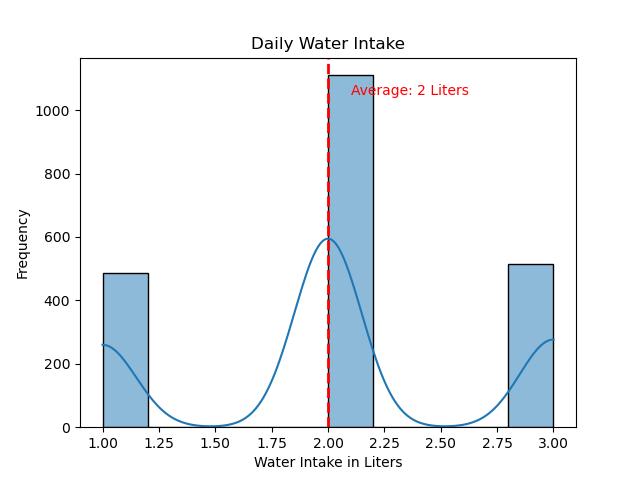 Daily Water Intake
Average: 2 Liters
Frequency
1000
800
600
400
200
0
1.00 1.25 1.50 1.75 2.00 2.25 2.50 2.75 3.00
Water Intake in Liters